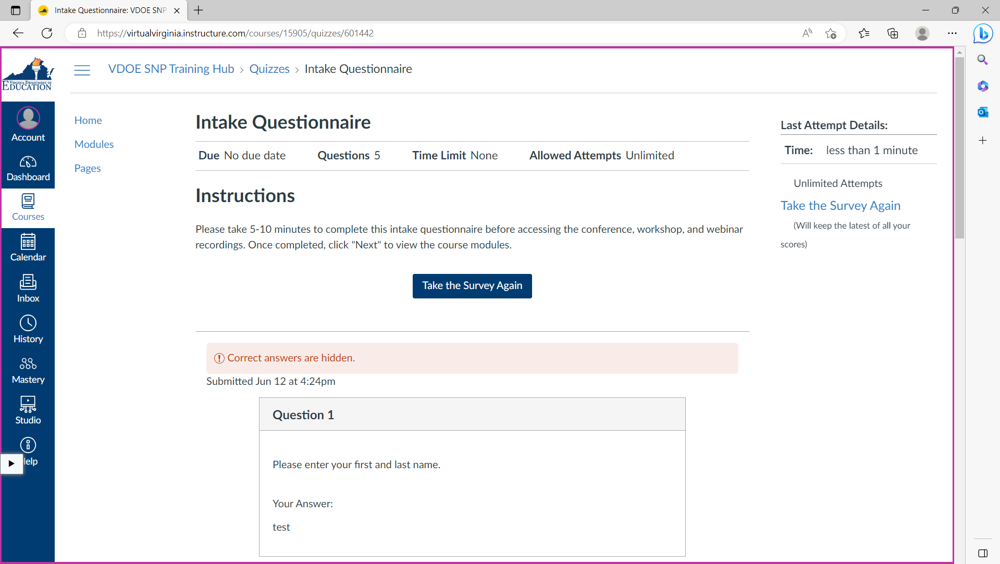 Intake Questionnaire: VDOE SNP
https://virtualvirginia.instructure.com/courses/15905/quizzes/601442
VIRGINIA DEPARTMENT OF
EDUCATION
VDOE SNP Training Hub › Quizzes › Intake Questionnaire
Account
Dashboard
Courses
Calendar
Inbox
History
Mastery
Studio
elp
Home
Modules
Pages
Intake Questionnaire
Due No due date Questions 5 Time Limit None Allowed Attempts Unlimited
Instructions
Please take 5-10 minutes to complete this intake questionnaire before accessing the conference, workshop, and webinar
recordings. Once completed, click "Next" to view the course modules.
Take the Survey Again
Correct answers are hidden.
Submitted Jun 12 at 4:24pm
Question 1
Please enter your first and last name.
Your Answer:
test
Last Attempt Details:
Time: less than 1 minute
Unlimited Attempts
Take the Survey Again
(Will keep the latest of all your
scores)